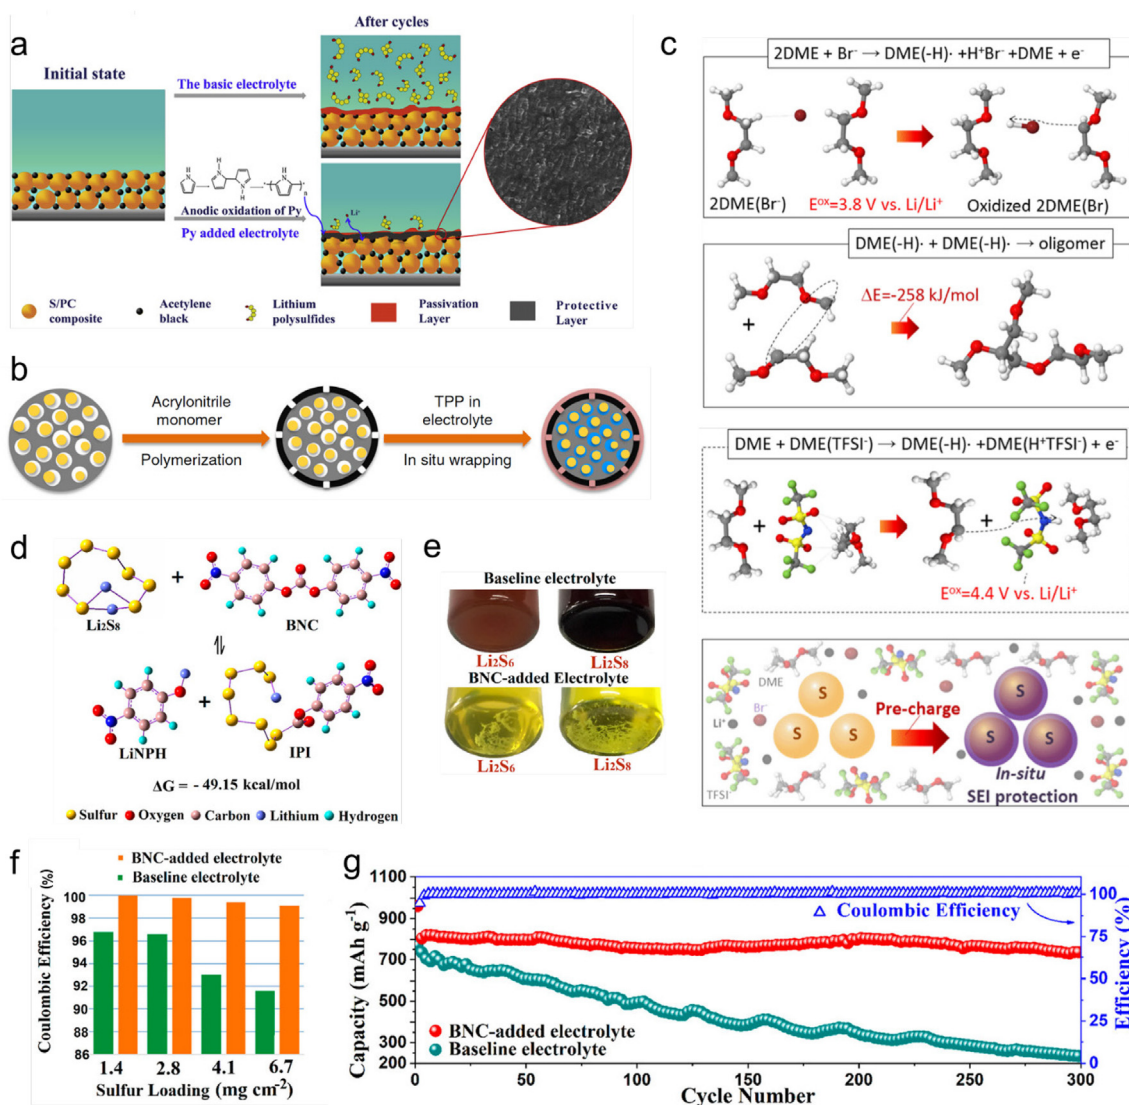 a
Initial state
After cycles
The basic electrolyte
H
N
H
N
N
H
H
N
n
Anodic oxidation of Py
Py added electrolyte
Li⁺
S/PC
composite
Acetylene
black
Lithium
polysulfides
Passivation
Layer
Protective
Layer
b
Acrylonitrile
monomer
Polymerization
TPP in
electrolyte
In situ wrapping
c
2DME + Br⁻ → DME(-H)· +H⁺Br⁻ +DME + e⁻
2DME(Br⁻)
Eᵒˣ=3.8 V vs. Li/Li⁺
Oxidized 2DME(Br)
DME(-H)· + DME(-H)· → oligomer
+
ΔE=-258 kJ/mol
DME + DME(TFSI⁻) → DME(-H)· +DME(H⁺TFSI⁻) + e⁻
+
+
Eᵒˣ=4.4 V vs. Li/Li⁺
DME
Br⁻
Li⁺
TFSI⁻
S
S
S
Pre-charge
S
S
S
In-situ
SEI protection
d
Li₂S₈
+
BNC
⇌
LiNPH
+
IPI
ΔG = - 49.15 kcal/mol
Sulfur
Oxygen
Carbon
Lithium
Hydrogen
e
Baseline electrolyte
Li₂S₆
Li₂S₈
BNC-added Electrolyte
Li₂S₆
Li₂S₈
f
BNC-added electrolyte
Baseline electrolyte
Coulombic Efficiency (%)
100
98
96
94
92
90
88
86
1.4
2.8
4.1
6.7
Sulfur Loading (mg cm⁻²)
g
Capacity (mAh g⁻¹)
1100
900
700
500
400
300
200
Coulombic Efficiency
BNC-added electrolyte
Baseline electrolyte
0
50
100
150
200
250
300
Cycle Number
100
75
50
25
0
Efficiency (%)